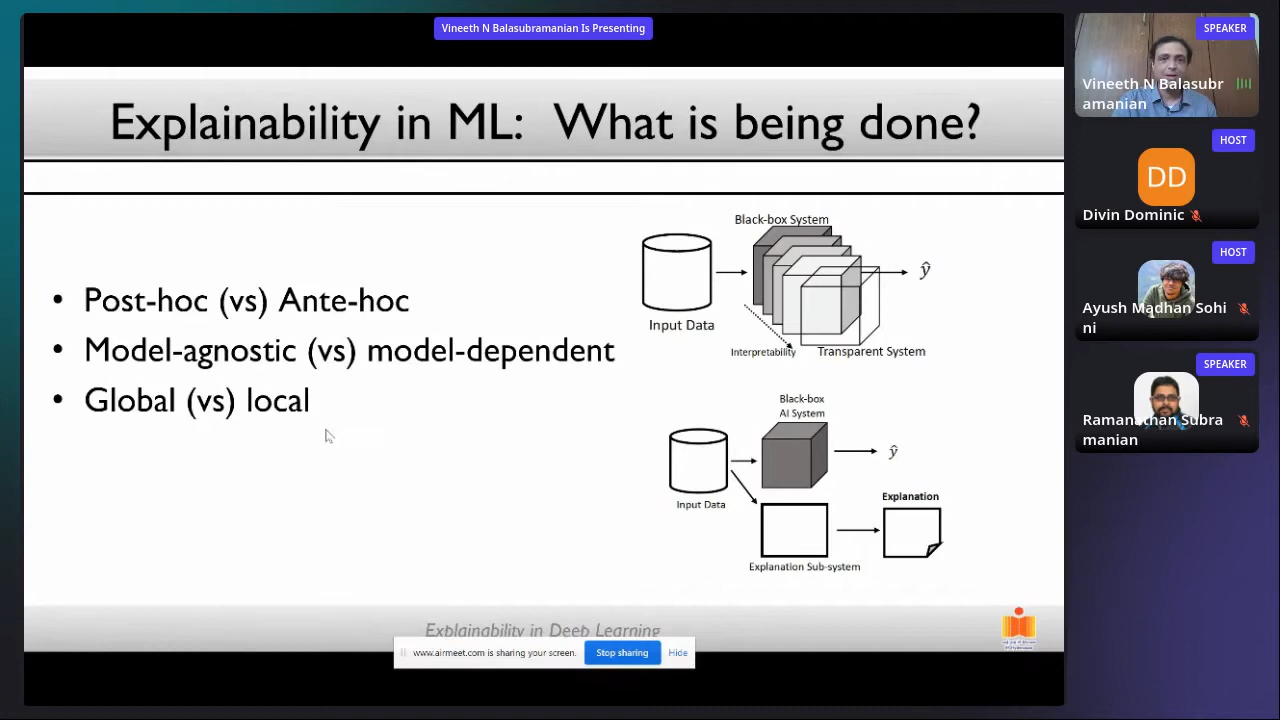 Vineeth N Balasubramanian Is Presenting
Explainability in ML: What is being done?
• Post-hoc (vs) Ante-hoc
• Model-agnostic (vs) model-dependent
• Global (vs) local
Black-box System
Input Data
ŷ
Interpretability
Transparent System
Black-box
AI System
Input Data
ŷ
Explanation
Explanation Sub-system
Explainability in Deep Learning
www.airmeet.com is sharing your screen.
Stop sharing
Hide
SPEAKER
Vineeth N Balasubr
amanian
HOST
DD
Divin Dominic
HOST
Ayush Madhan Sohi
ni
SPEAKER
Ramanathan Subra
manian